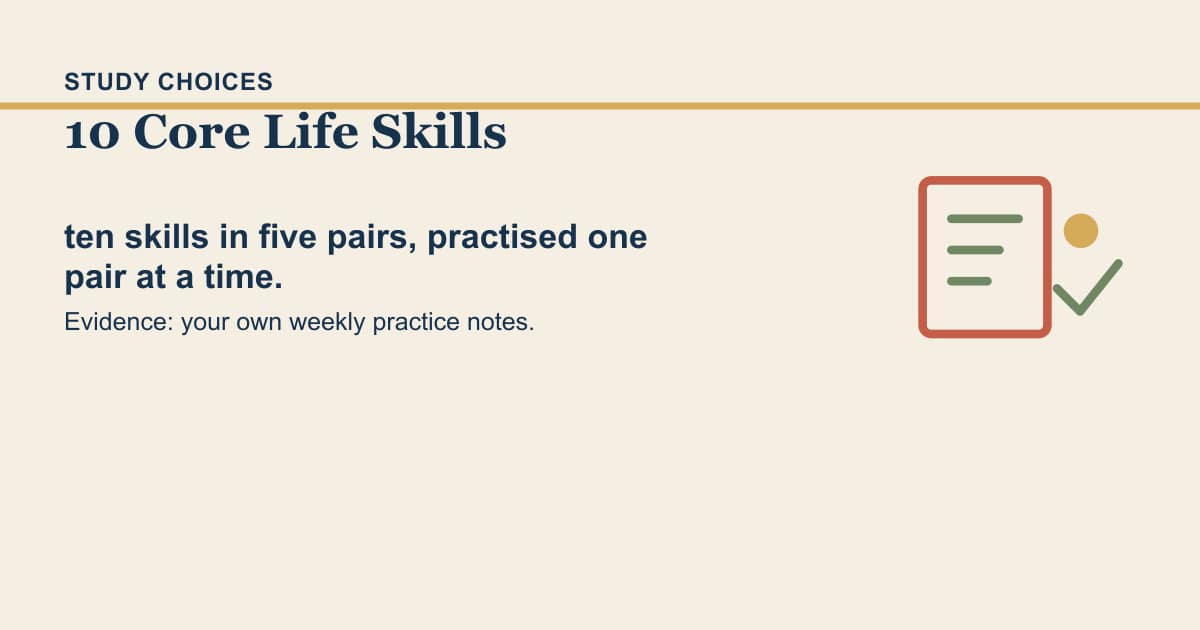 STUDY CHOICES
10 Core Life Skills
ten skills in five pairs, practised one
pair at a time.
Evidence: your own weekly practice notes.